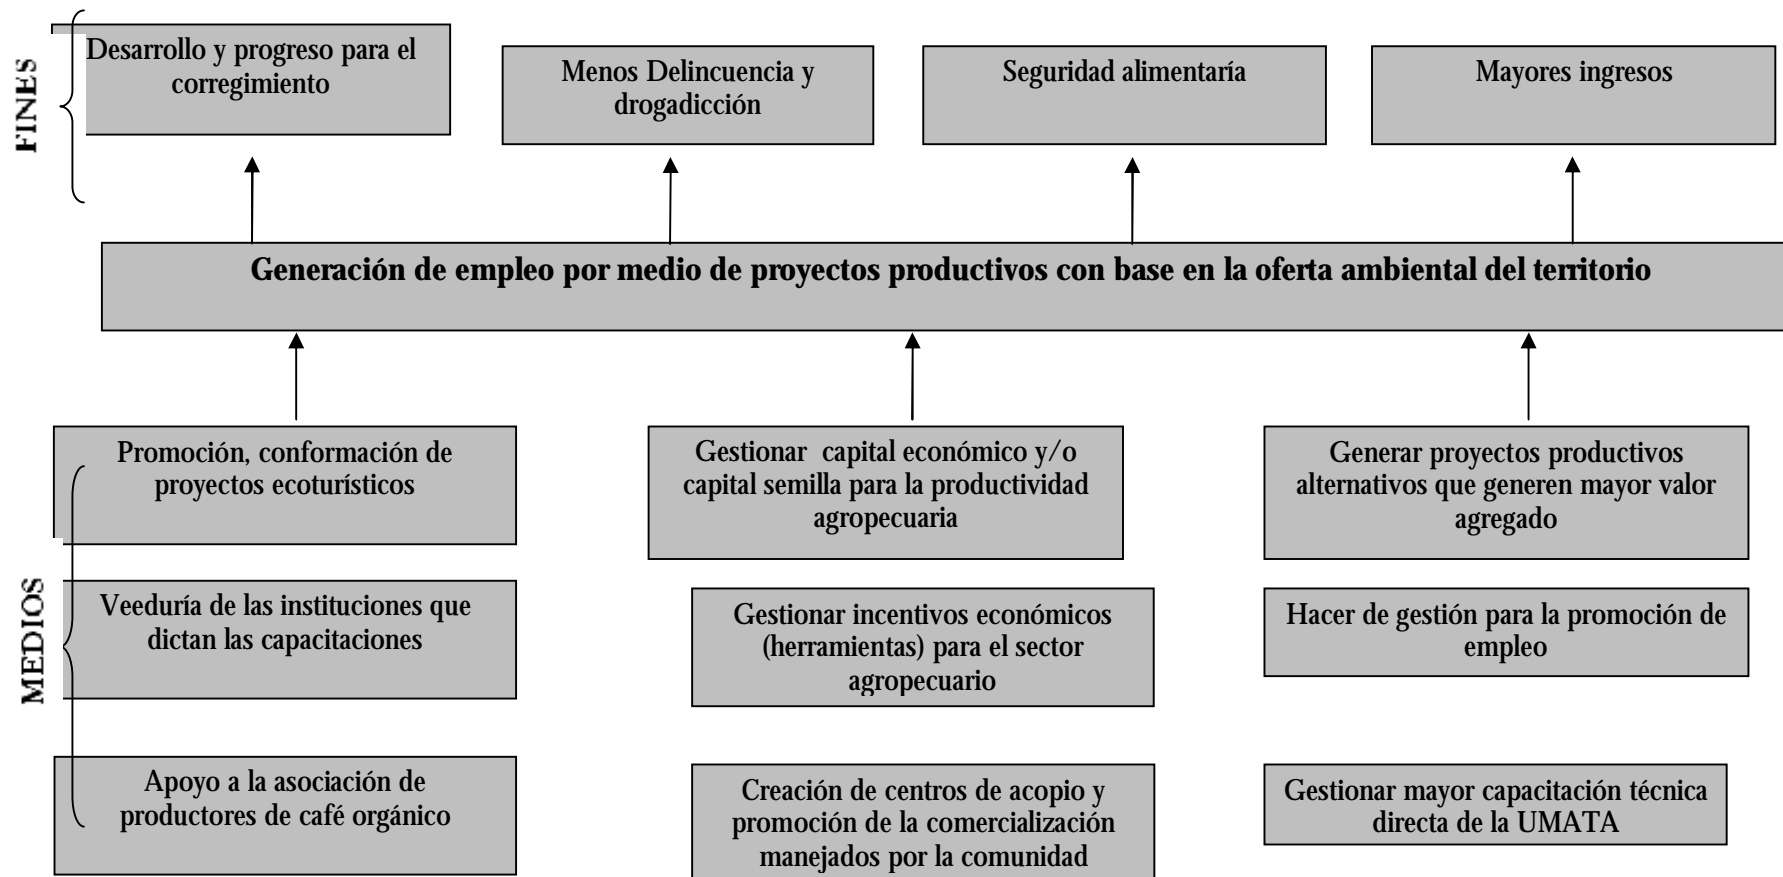 FINES
Desarrollo y progreso para el
corregimiento
Menos Delincuencia y
drogadicción
Seguridad alimentaría
Mayores ingresos
Generación de empleo por medio de proyectos productivos con base en la oferta ambiental del territorio
MEDIOS
Promoción, conformación de
proyectos ecoturísticos
Gestionar capital económico y/o
capital semilla para la productividad
agropecuaria
Generar proyectos productivos
alternativos que generen mayor valor
agregado
Veeduría de las instituciones que
dictan las capacitaciones
Gestionar incentivos económicos
(herramientas) para el sector
agropecuario
Hacer de gestión para la promoción de
empleo
Apoyo a la asociación de
productores de café orgánico
Creación de centros de acopio y
promoción de la comercialización
manejados por la comunidad
Gestionar mayor capacitación técnica
directa de la UMATA